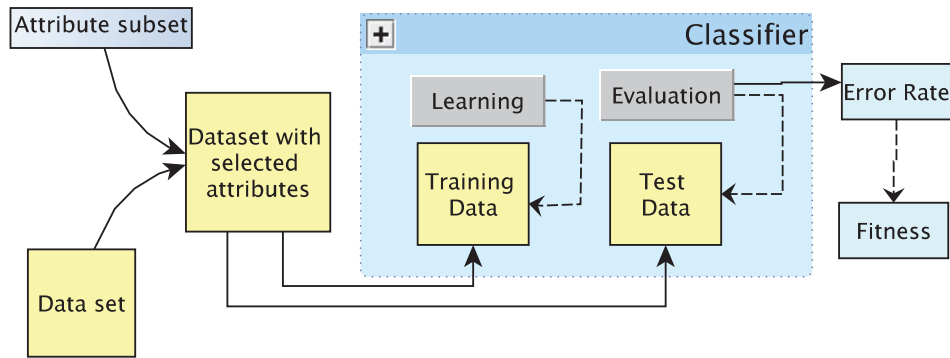 Attribute subset
Classifier
Learning
Evaluation
Error Rate
Dataset with
selected
attributes
Training
Data
Test
Data
Fitness
Data set